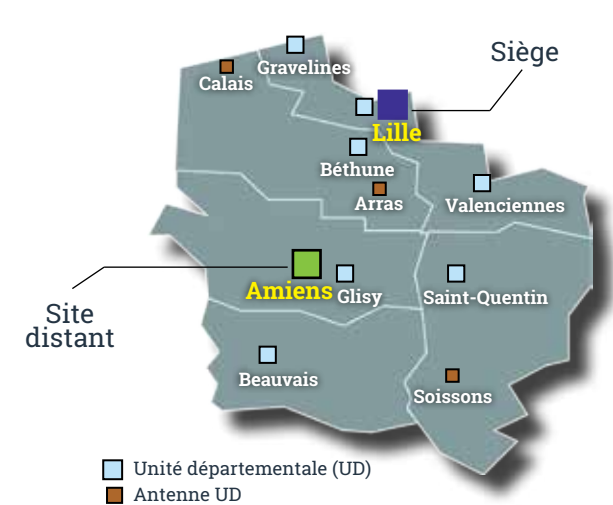 Siège
Gravelines
Calais
Lille
Béthune
Arras
Valenciennes
Amiens
Glisy
Saint-Quentin
Site
distant
Beauvais
Soissons
Unité départementale (UD)
Antenne UD